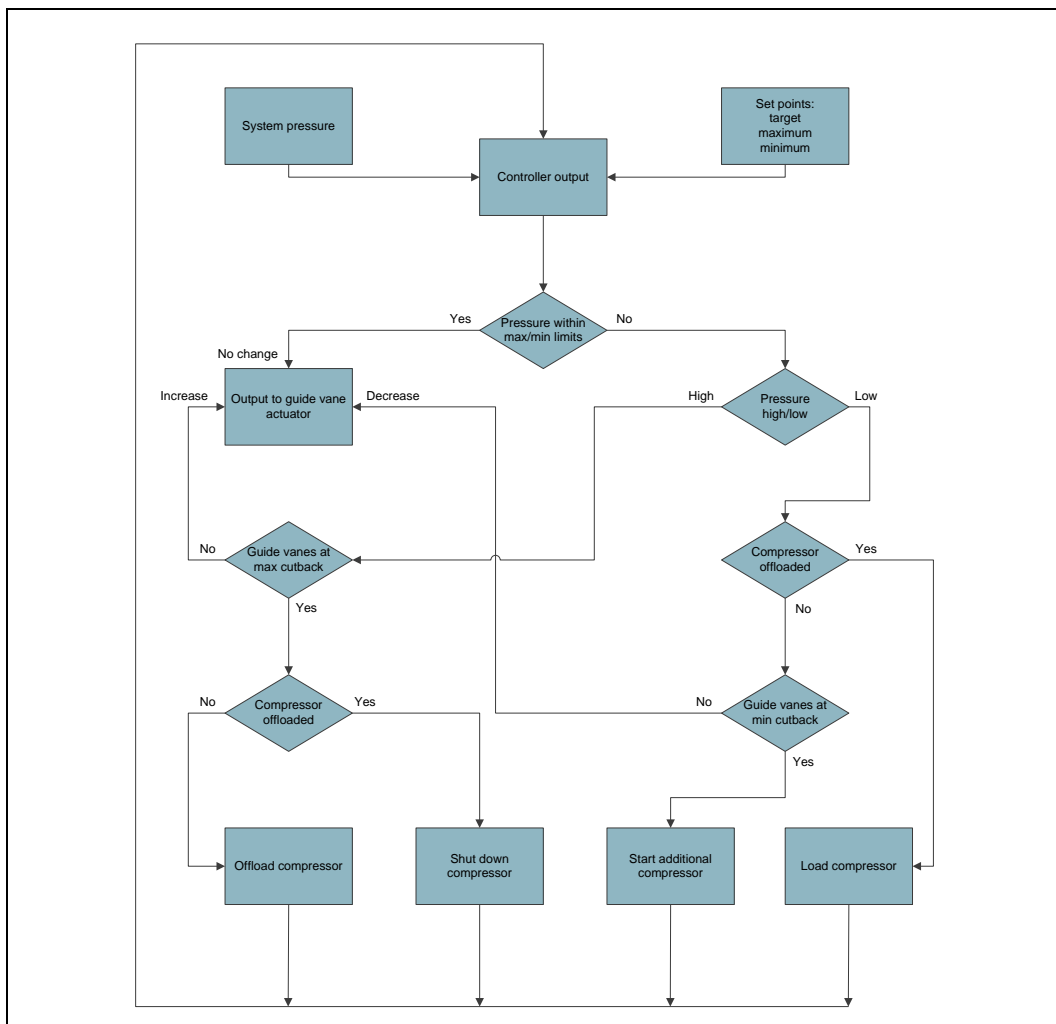 System pressure
Set points:
target
maximum
minimum
Controller output
Yes
Pressure within
max/min limits
No
No change
Increase
Output to guide vane
actuator
Decrease
High
Pressure
high/low
Low
No
Guide vanes at
max cutback
Yes
Compressor
offloaded
Yes
No
No
Compressor
offloaded
Yes
No
Guide vanes at
min cutback
Yes
Offload compressor
Shut down
compressor
Start additional
compressor
Load compressor